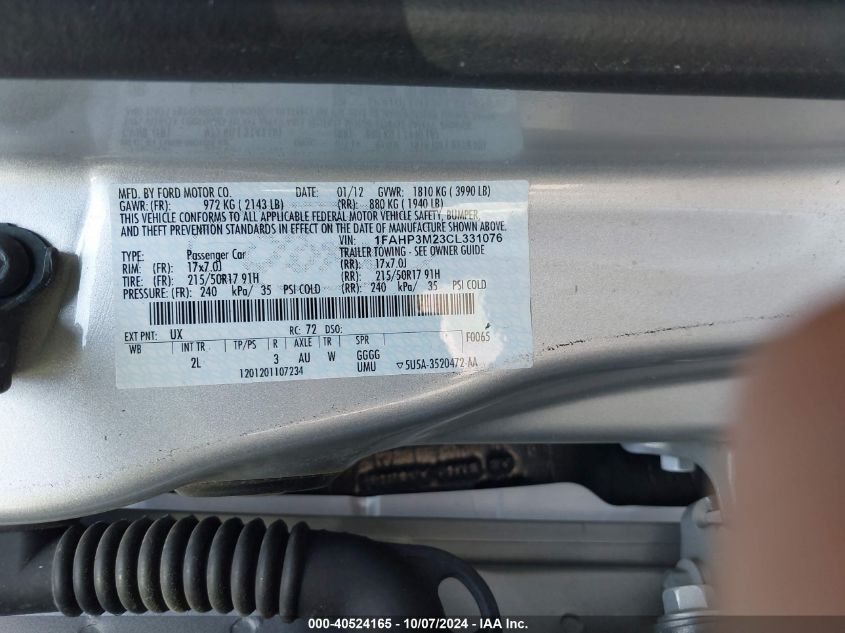 MFD. BY FORD MOTOR CO. DATE: 01/12 GVWR: 1810 KG ( 3990 LB)
GAWR: (FR): 972 KG ( 2143 LB) (RR): 880 KG ( 1940 LB)
THIS VEHICLE CONFORMS TO ALL APPLICABLE FEDERAL MOTOR VEHICLE SAFETY, BUMPER,
AND THEFT PREVENTION STANDARDS IN EFFECT ON THE DATE OF MANUFACTURE SHOWN ABOVE.
VIN: 1FAHP3M23CL331076
TYPE: Passenger Car TRAILER TOWING - SEE OWNER GUIDE
RIM: (FR): 17x7.0J (RR): 17x7.0J
TIRE: (FR): 215/50R17 91H (RR): 215/50R17 91H
PRESSURE: (FR): 240 kPa/ 35 PSI COLD (RR): 240 kPa/ 35 PSI COLD
EXT PNT: UX RC: 72 DSO: F0065
WB INT TR TP/PS R AXLE TR SPR
2L 3 AU W GGGG
UMU ▽5U5A-3520472-AA
1201201107234
000-40524165 - 10/07/2024 - IAA Inc.